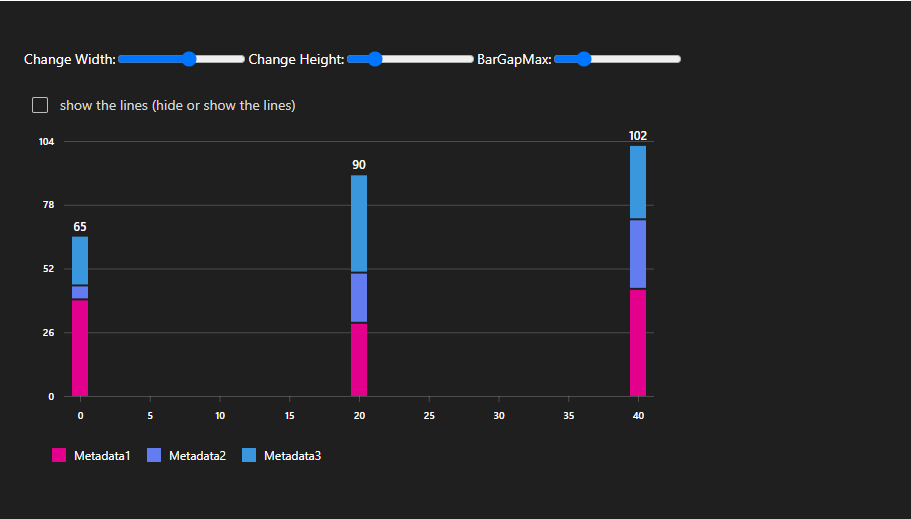 Change Width: Change Height: BarGapMax:
show the lines (hide or show the lines)
102
104
90
78
65
52
26
0
0 5 10 15 20 25 30 35 40
Metadata1 Metadata2 Metadata3